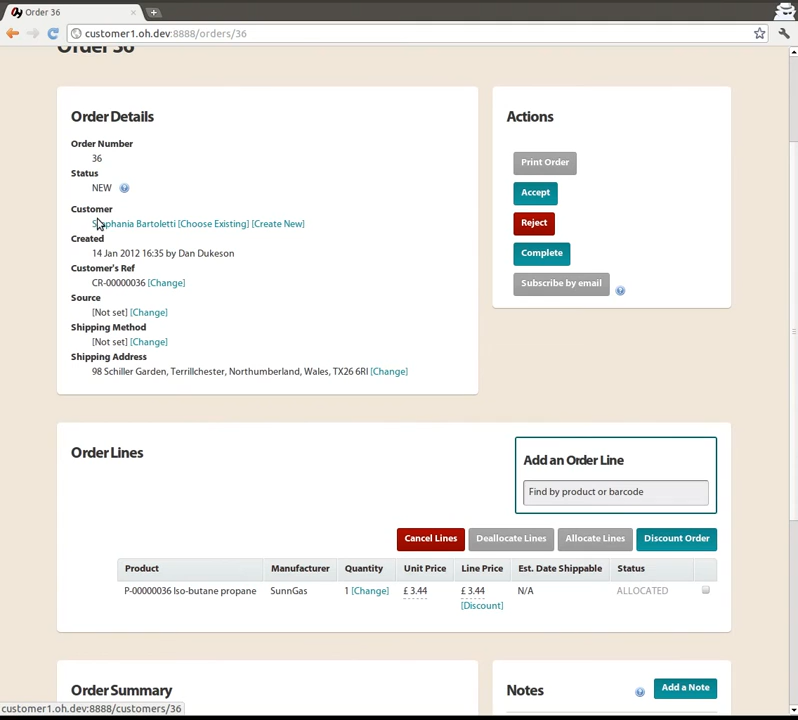 Order 36
customer1.oh.dev:8888/orders/36
Order 36
Order Details
Order Number
36
Status
NEW
Customer
Stephania Bartoletti [Choose Existing] [Create New]
Created
14 Jan 2012 16:35 by Dan Dukeson
Customer's Ref
CR-00000036 [Change]
Source
[Not set] [Change]
Shipping Method
[Not set] [Change]
Shipping Address
98 Schiller Garden, Terrillchester, Northumberland, Wales, TX26 6RI [Change]
Actions
Print Order
Accept
Reject
Complete
Subscribe by email
Order Lines
Add an Order Line
Find by product or barcode
Cancel Lines Deallocate Lines Allocate Lines Discount Order
Product Manufacturer Quantity Unit Price Line Price Est. Date Shippable Status
P-00000036 Iso-butane propane SunnGas 1 [Change] £ 3.44 £ 3.44 N/A ALLOCATED
[Discount]
Order Summary
Notes
Add a Note
customer1.oh.dev:8888/customers/36